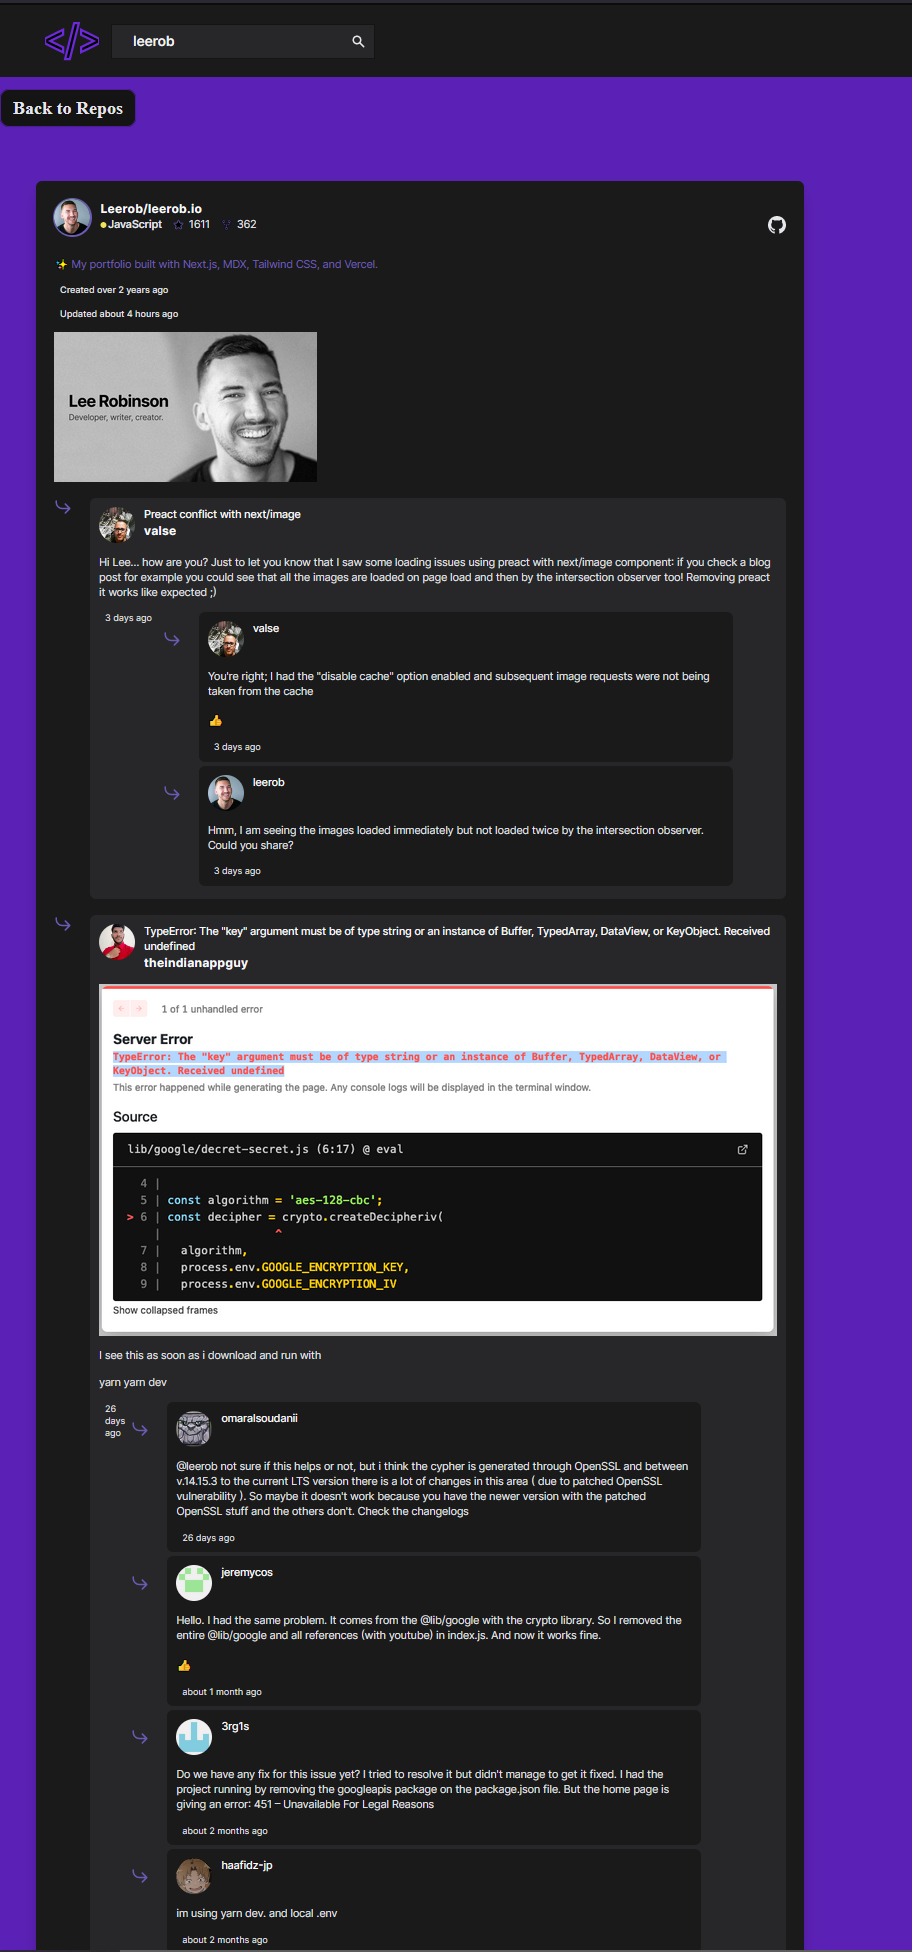 leerob
Back to Repos
Leerob/leerob.io
JavaScript 1611 362
✨ My portfolio built with Next.js, MDX, Tailwind CSS, and Vercel.
Created over 2 years ago
Updated about 4 hours ago
Lee Robinson
Developer, writer, creator.
Preact conflict with next/image
valse
Hi Lee... how are you? Just to let you know that I saw some loading issues using preact with next/image component: if you check a blog
post for example you could see that all the images are loaded on page load and then by the intersection observer too! Removing preact
it works like expected ;)
3 days ago
valse
You're right; I had the "disable cache" option enabled and subsequent image requests were not being
taken from the cache
👍
3 days ago
leerob
Hmm, I am seeing the images loaded immediately but not loaded twice by the intersection observer.
Could you share?
3 days ago
TypeError: The "key" argument must be of type string or an instance of Buffer, TypedArray, DataView, or KeyObject. Received
undefined
theindianappguy
1 of 1 unhandled error
Server Error
TypeError: The "key" argument must be of type string or an instance of Buffer, TypedArray, DataView, or
KeyObject. Received undefined
This error happened while generating the page. Any console logs will be displayed in the terminal window.
Source
lib/google/decret-secret.js (6:17) @ eval
4 |
5 | const algorithm = 'aes-128-cbc';
> 6 | const decipher = crypto.createDecipheriv(
| ^
7 | algorithm,
8 | process.env.GOOGLE_ENCRYPTION_KEY,
9 | process.env.GOOGLE_ENCRYPTION_IV
Show collapsed frames
I see this as soon as i download and run with
yarn yarn dev
26
days
ago
omaralsoudanii
@leerob not sure if this helps or not, but i think the cypher is generated through OpenSSL and between
v.14.15.3 to the current LTS version there is a lot of changes in this area ( due to patched OpenSSL
vulnerability ). So maybe it doesn't work because you have the newer version with the patched
OpenSSL stuff and the others don't. Check the changelogs
26 days ago
jeremycos
Hello. I had the same problem. It comes from the @lib/google with the crypto library. So I removed the
entire @lib/google and all references (with youtube) in index.js. And now it works fine.
👍
about 1 month ago
3rg1s
Do we have any fix for this issue yet? I tried to resolve it but didn't manage to get it fixed. I had the
project running by removing the googleapis package on the package.json file. But the home page is
giving an error: 451 – Unavailable For Legal Reasons
about 2 months ago
haafidz-jp
im using yarn dev. and local .env
about 2 months ago